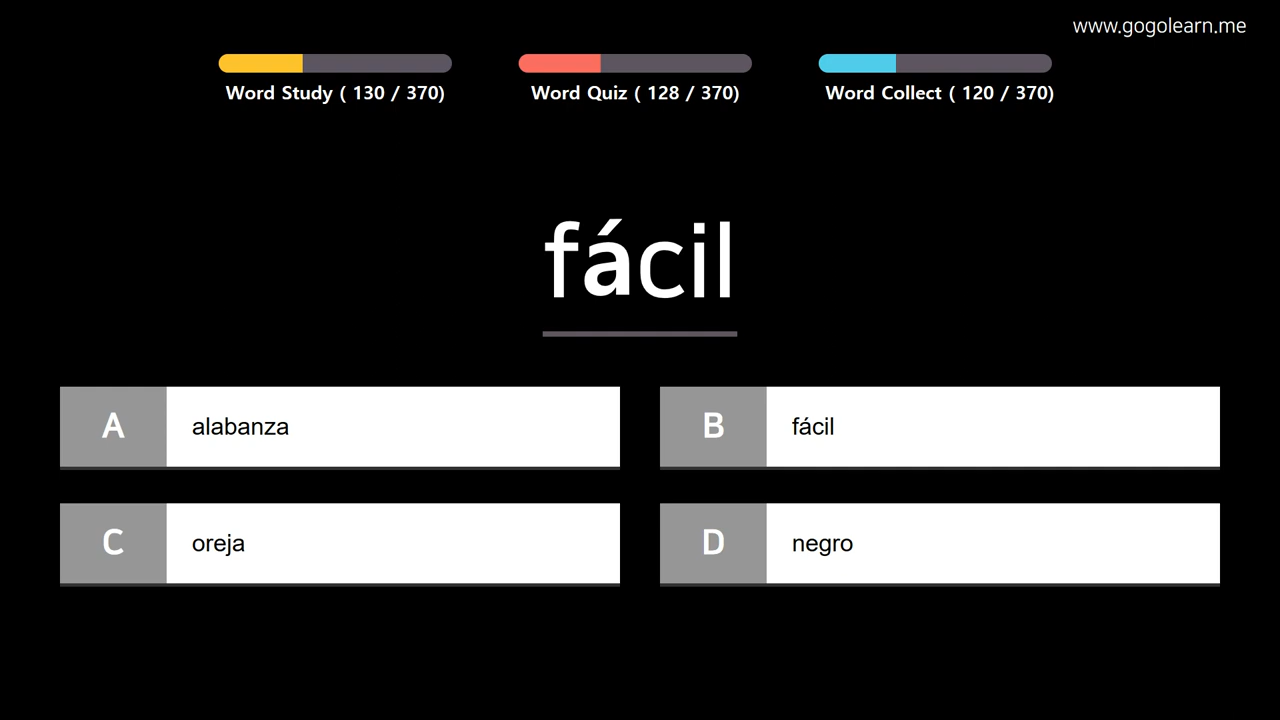 www.gogolearn.me
Word Study ( 130 / 370)
Word Quiz ( 128 / 370)
Word Collect ( 120 / 370)
fácil
A alabanza
B fácil
C oreja
D negro